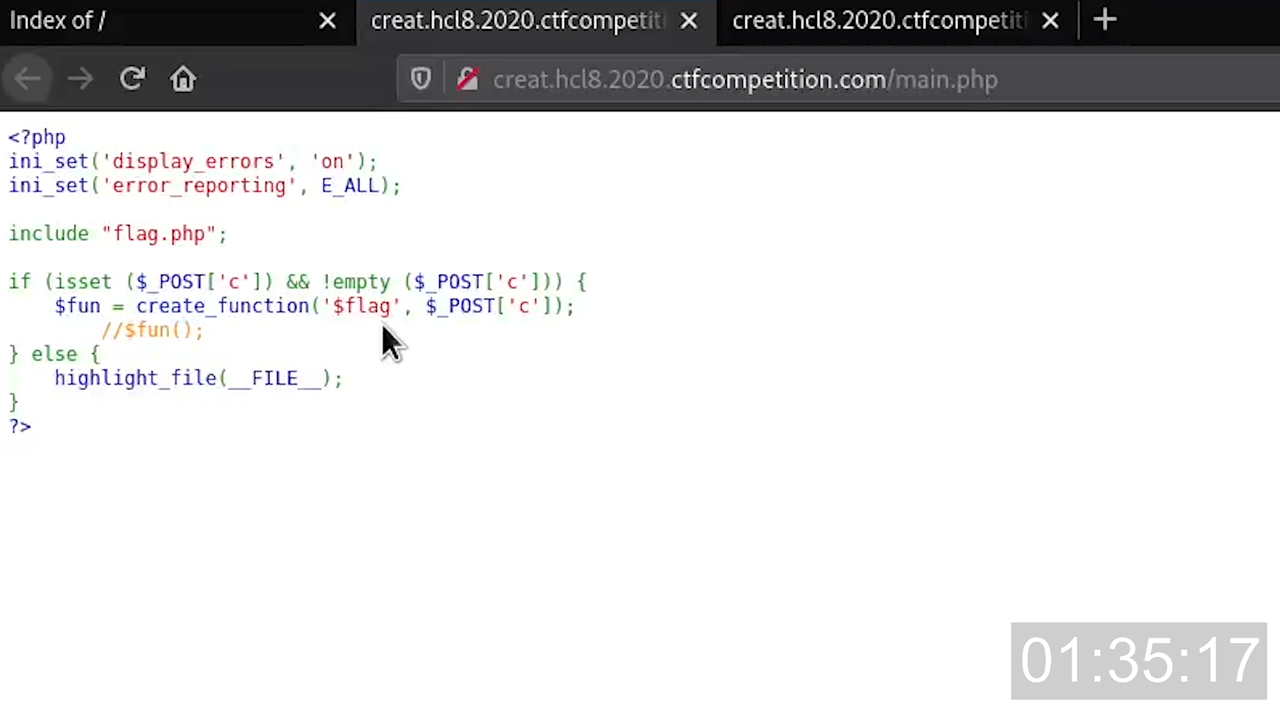 Index of /
creat.hcl8.2020.ctfcompetiti
creat.hcl8.2020.ctfcompetiti
creat.hcl8.2020.ctfcompetition.com/main.php
<?php
ini_set('display_errors', 'on');
ini_set('error_reporting', E_ALL);
include "flag.php";
if (isset ($_POST['c']) && !empty ($_POST['c'])) {
    $fun = create_function('$flag', $_POST['c']);
        //$fun();
} else {
    highlight_file(__FILE__);
}
?>
01:35:17